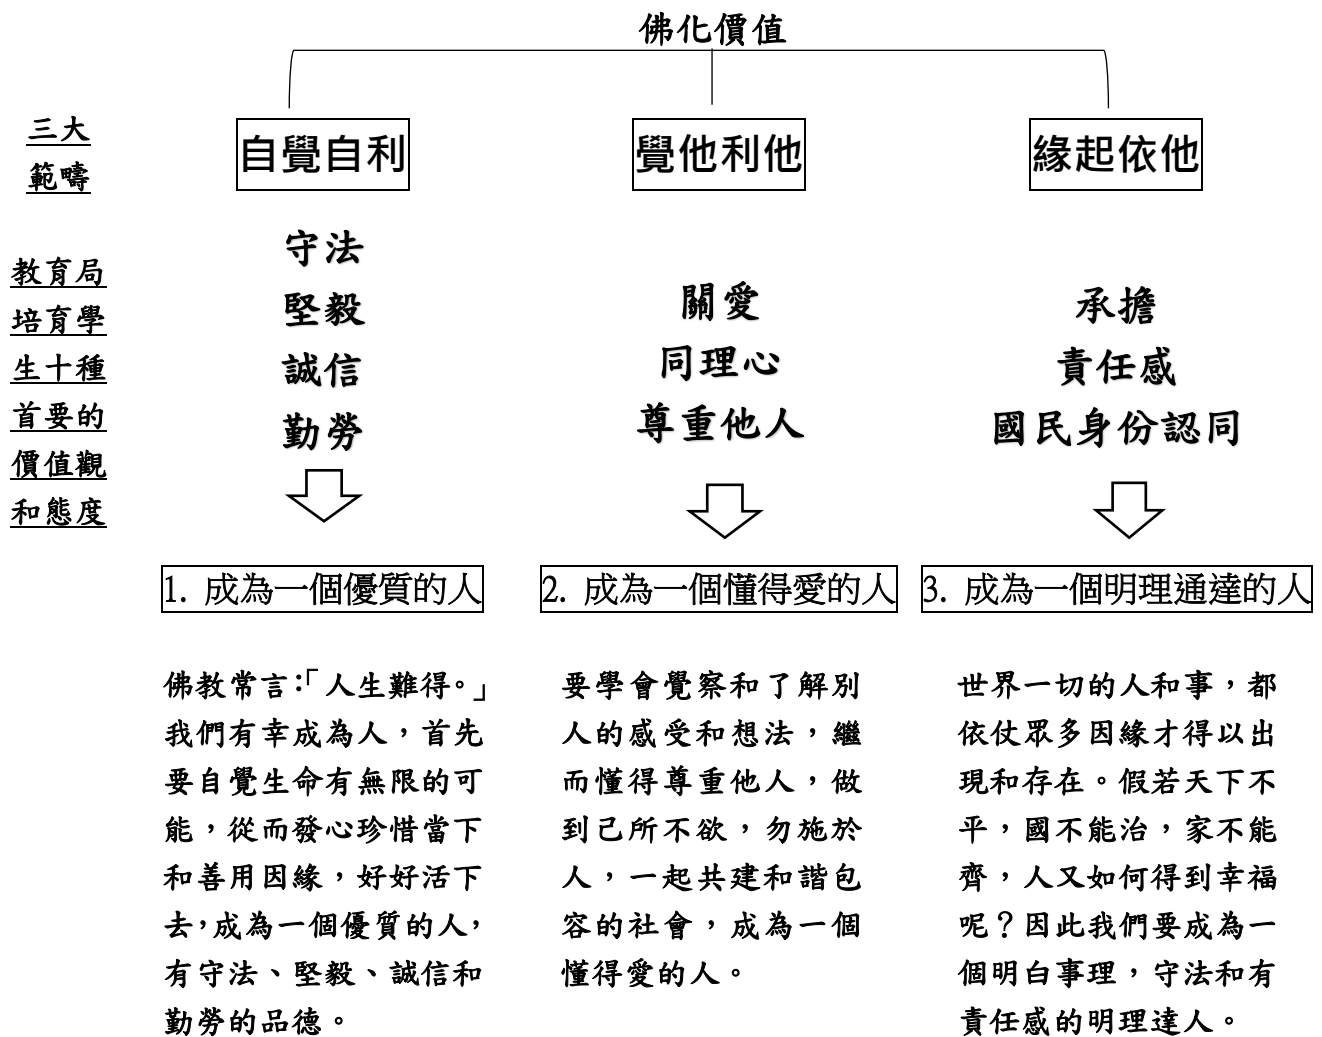 佛化價值
三大
範疇
自覺自利
覺他利他
緣起依他
教育局
培育學
生十種
首要的
價值觀
和態度
守法
堅毅
誠信
勤勞
關愛
同理心
尊重他人
承擔
責任感
國民身份認同
1. 成為一個優質的人
2. 成為一個懂得愛的人
3. 成為一個明理通達的人
佛教常言：「人生難得。」
我們有幸成為人，首先
要自覺生命有無限的可
能，從而發心珍惜當下
和善用因緣，好好活下
去，成為一個優質的人，
有守法、堅毅、誠信和
勤勞的品德。
要學會覺察和了解別
人的感受和想法，繼
而懂得尊重他人，做
到己所不欲，勿施於
人，一起共建和諧包
容的社會，成為一個
懂得愛的人。
世界一切的人和事，都
依仗眾多因緣才得以出
現和存在。假若天下不
平，國不能治，家不能
齊，人又如何得到幸福
呢？因此我們要成為一
個明白事理，守法和有
責任感的明理達人。